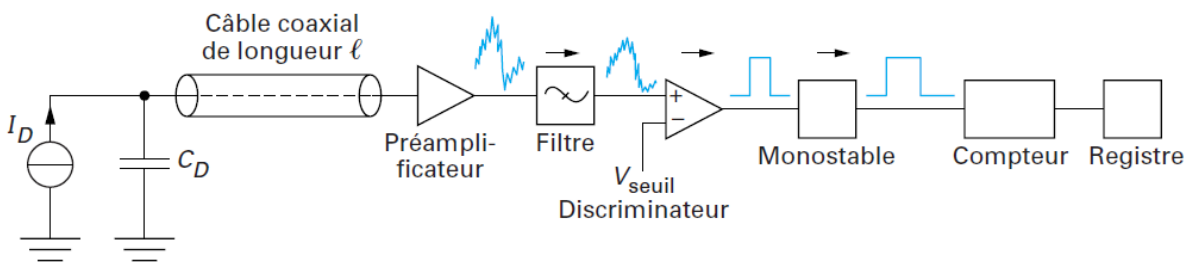 Câble coaxial
de longueur ℓ
I_D
C_D
Préampli-
ficateur
Filtre
+
−
V_seuil
Discriminateur
Monostable
Compteur
Registre